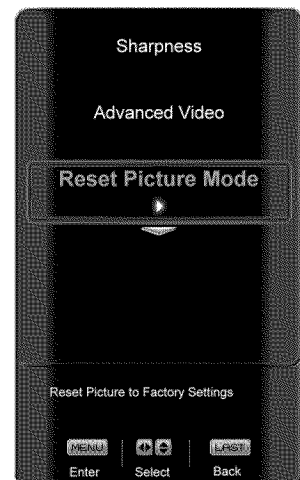 Sharpness
Advanced Video
Reset Picture Mode
Reset Picture to Factory Settings
MENU LAST
Enter Select Back